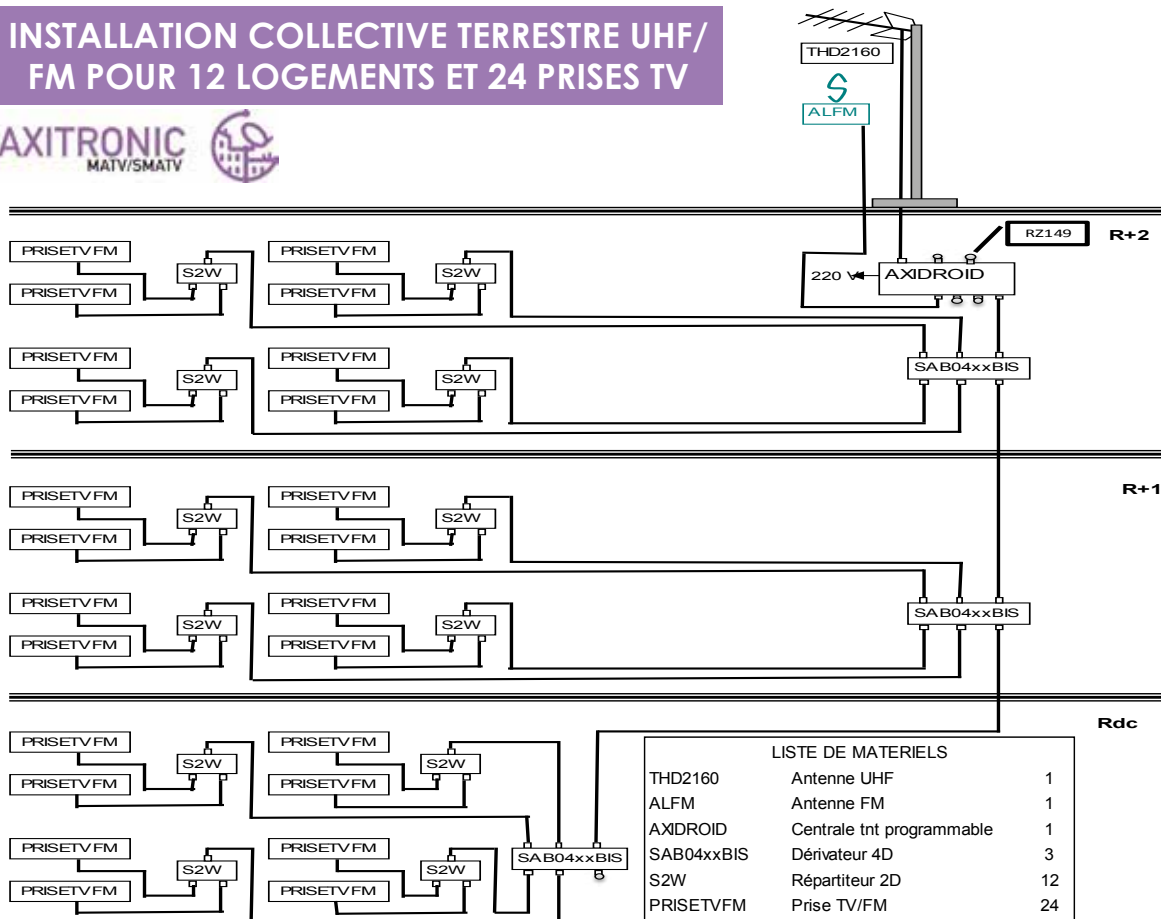 INSTALLATION COLLECTIVE TERRESTRE UHF/
FM POUR 12 LOGEMENTS ET 24 PRISES TV
AXITRONIC
MATV/SMATV
THD2160
ALFM
RZ149
R+2
220 V
AXIDROID
PRISETVFM
PRISETVFM
S2W
PRISETVFM
PRISETVFM
S2W
SAB04xxBIS
PRISETVFM
PRISETVFM
S2W
PRISETVFM
PRISETVFM
S2W
R+1
PRISETVFM
PRISETVFM
S2W
PRISETVFM
PRISETVFM
S2W
SAB04xxBIS
PRISETVFM
PRISETVFM
S2W
PRISETVFM
PRISETVFM
S2W
Rdc
PRISETVFM
PRISETVFM
S2W
PRISETVFM
PRISETVFM
S2W
SAB04xxBIS
PRISETVFM
PRISETVFM
S2W
PRISETVFM
PRISETVFM
S2W
LISTE DE MATERIELS
THD2160 Antenne UHF 1
ALFM Antenne FM 1
AXIDROID Centrale tnt programmable 1
SAB04xxBIS Dérivateur 4D 3
S2W Répartiteur 2D 12
PRISETVFM Prise TV/FM 24